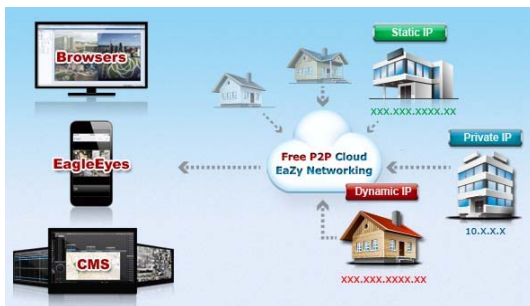 Browsers
EagleEyes
CMS
Free P2P Cloud
EaZy Networking
Static IP
XXX.XXX.XXXX.XX
Private IP
10.X.X.X
Dynamic IP
XXX.XXX.XXXX.XX